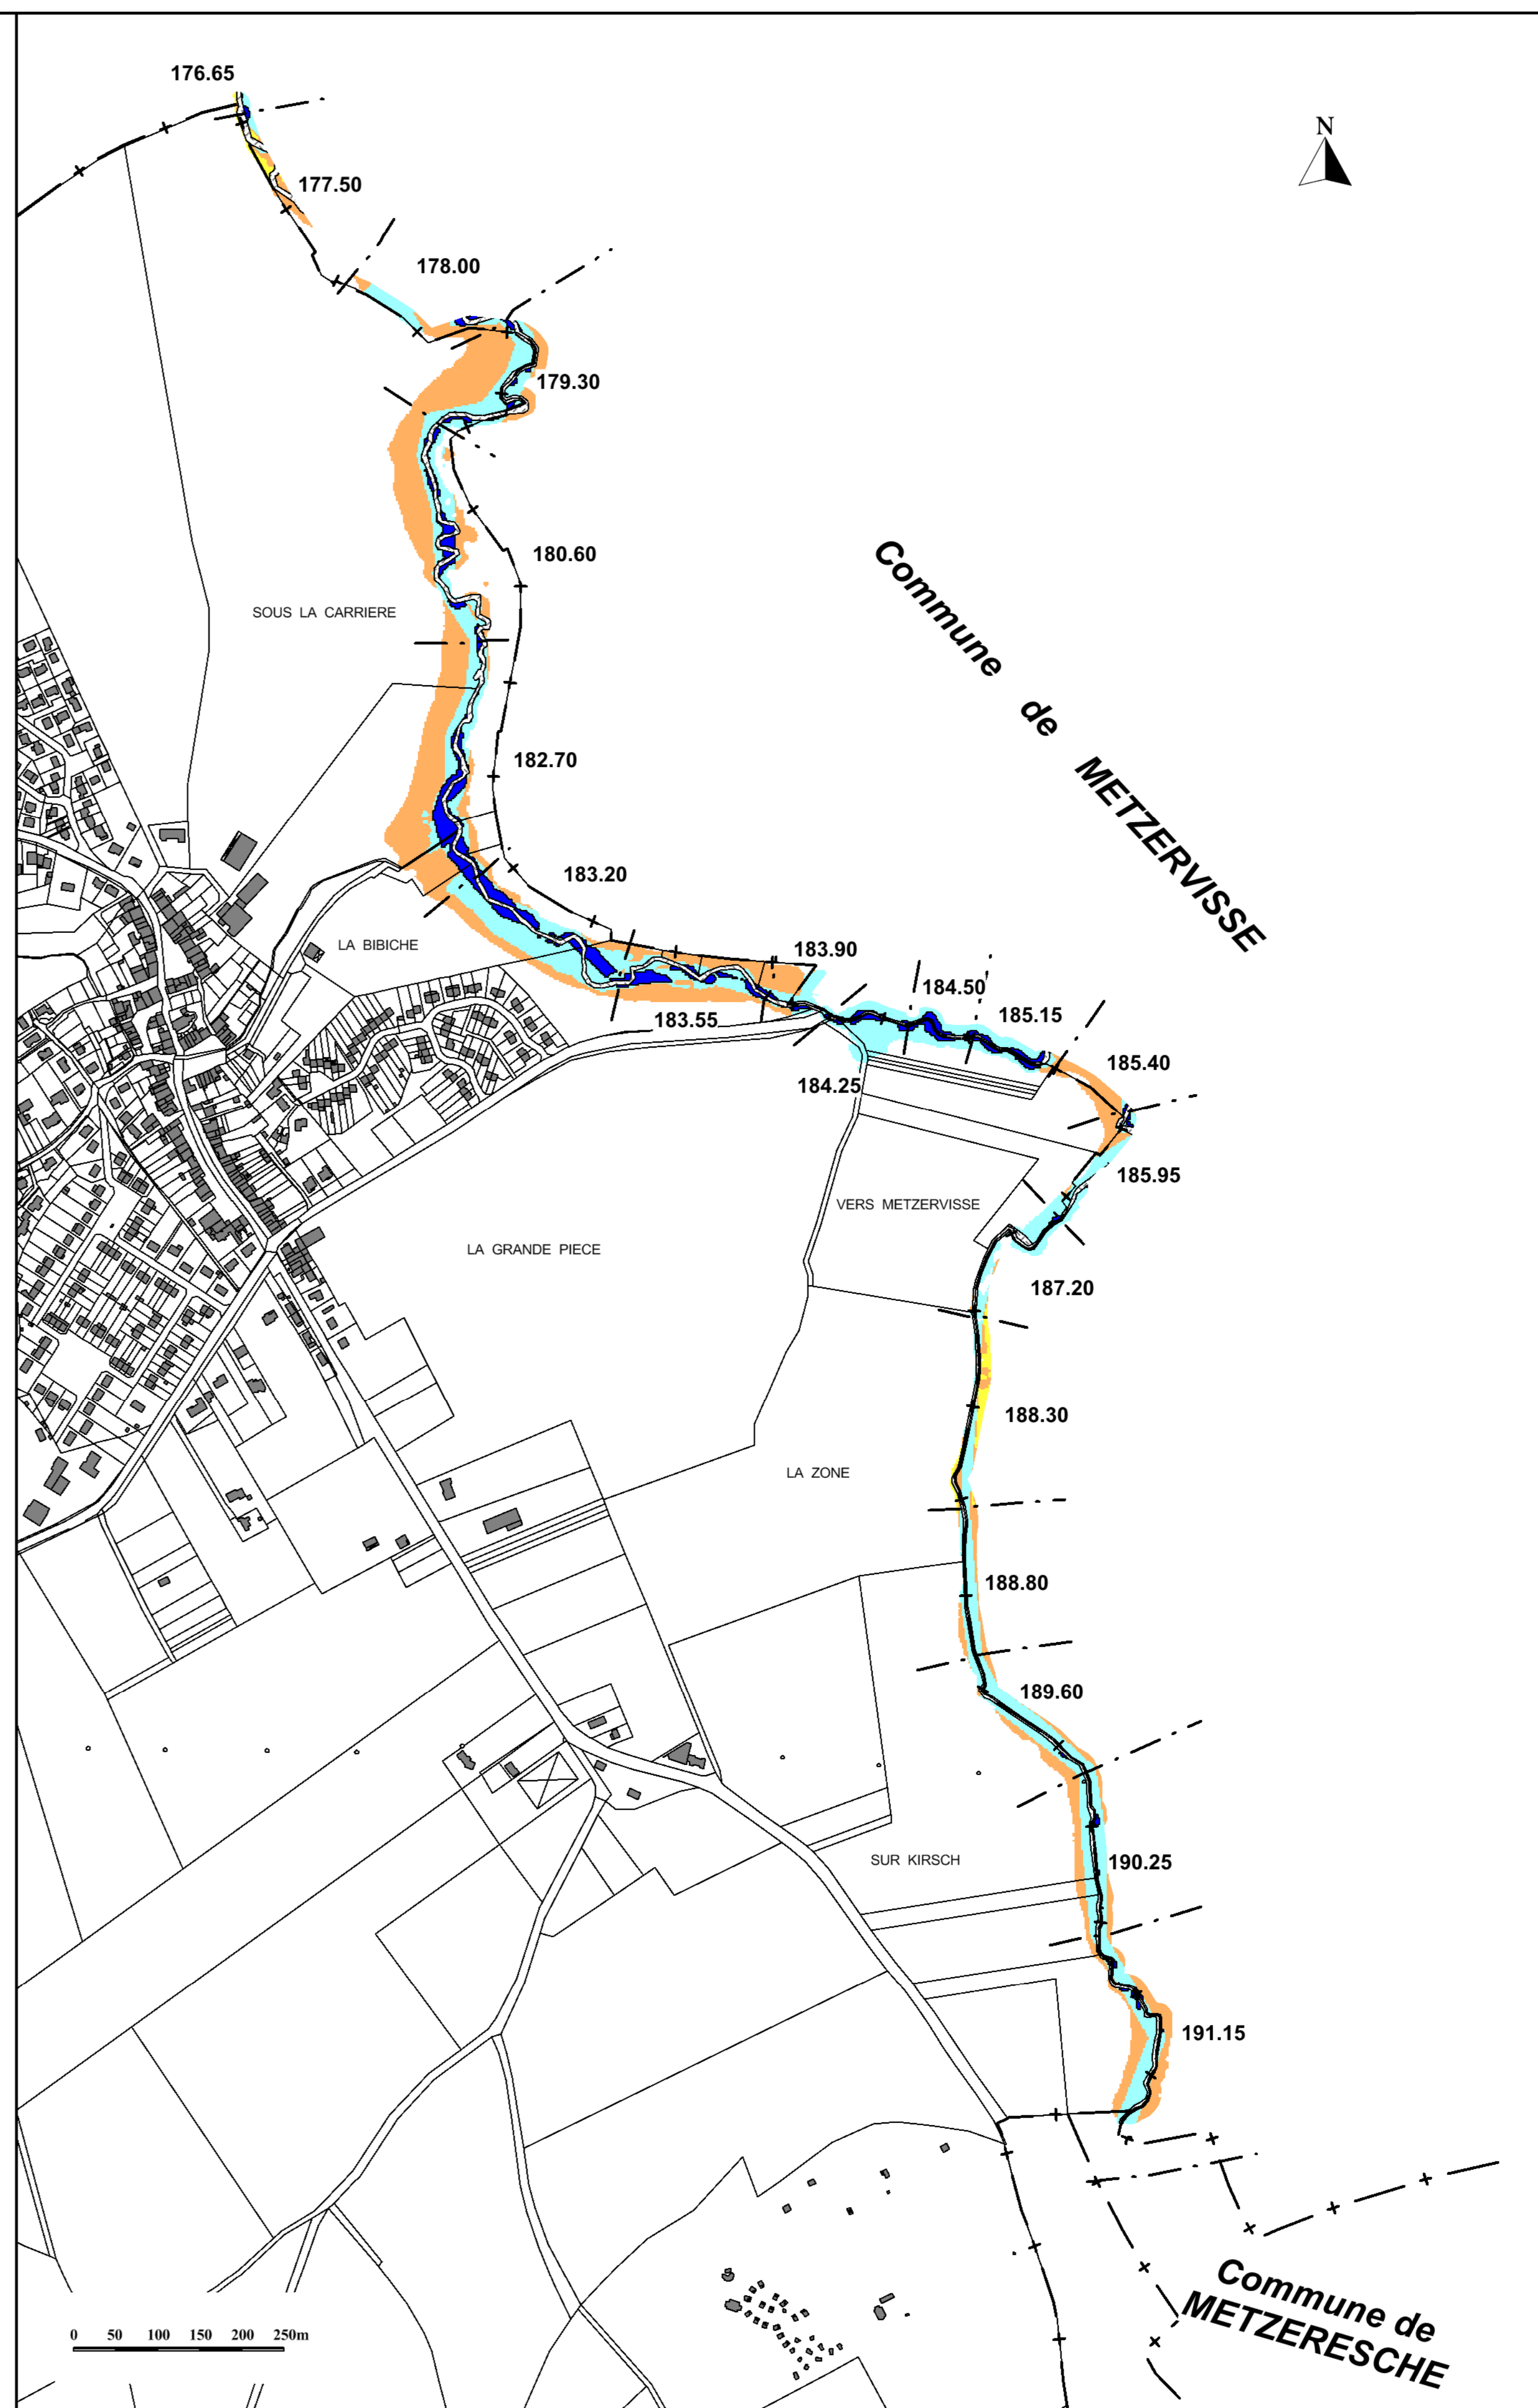 176.65
N
177.50
178.00
179.30
180.60
Commune de METZERVISSE
SOUS LA CARRIERE
182.70
183.20
LA BIBICHE
183.90
184.50
183.55
185.15
185.40
184.25
185.95
VERS METZERVISSE
LA GRANDE PIECE
187.20
188.30
LA ZONE
188.80
189.60
SUR KIRSCH
190.25
191.15
Commune de
METZERESCHE
0 50 100 150 200 250m